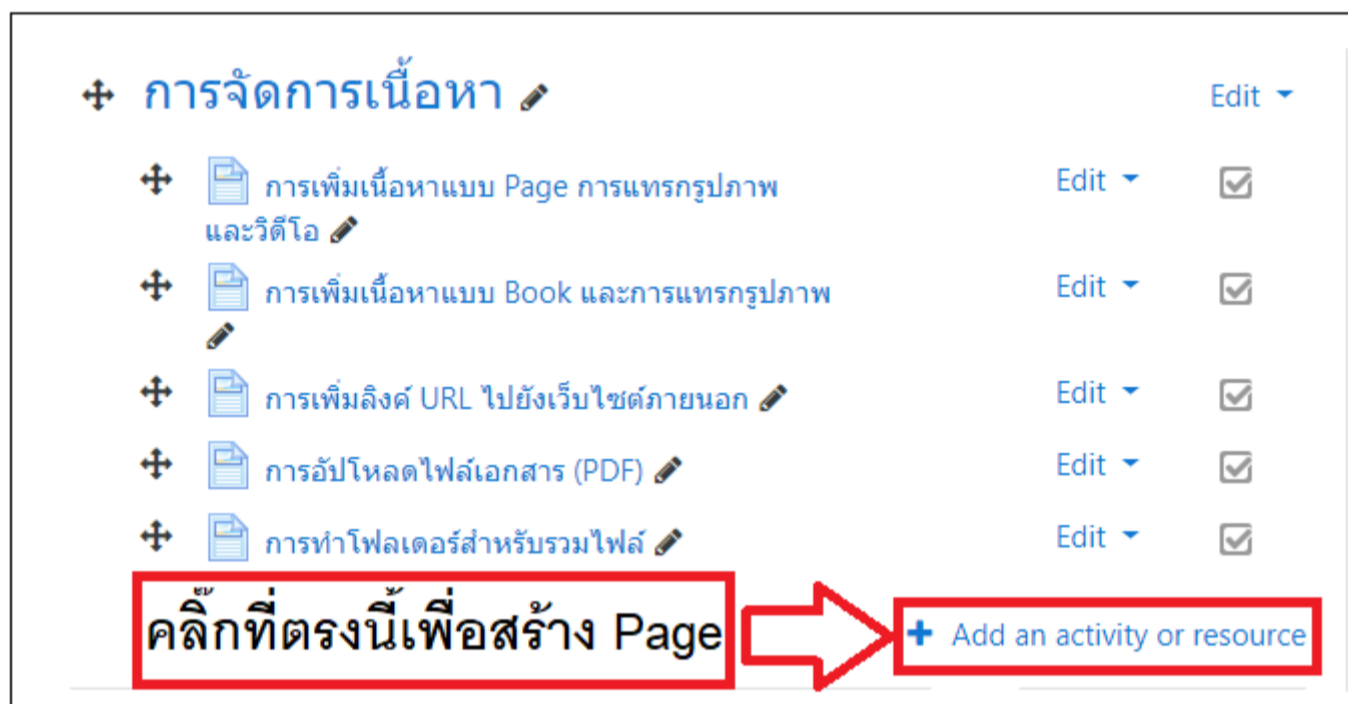 การจัดการเนื้อหา Edit
การเพิ่มเนื้อหาแบบ Page การแทรกรูปภาพ Edit
และวิดีโอ
การเพิ่มเนื้อหาแบบ Book และการแทรกรูปภาพ Edit
การเพิ่มลิงค์ URL ไปยังเว็บไซต์ภายนอก Edit
การอัปโหลดไฟล์เอกสาร (PDF) Edit
การทำโฟลเดอร์สำหรับรวมไฟล์ Edit
คลิ๊กที่ตรงนี้เพื่อสร้าง Page + Add an activity or resource